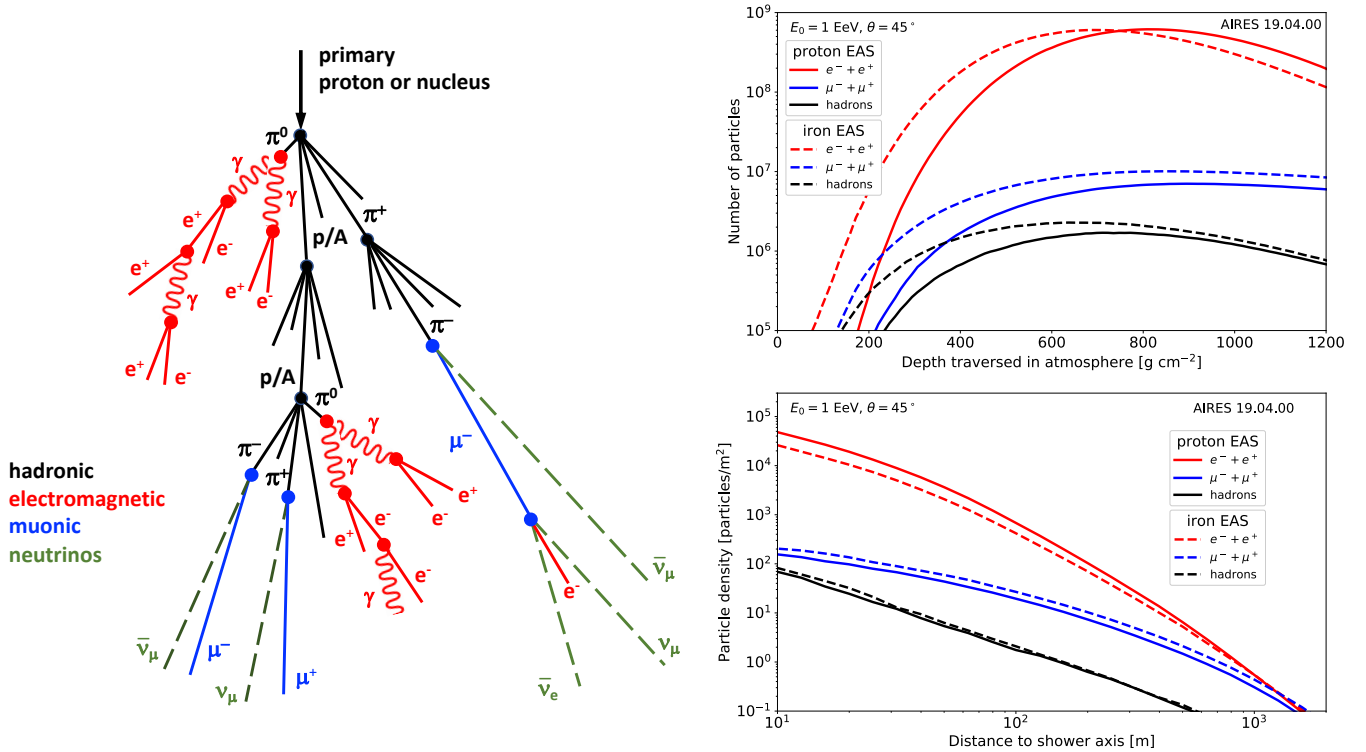 primary
proton or nucleus
π⁰
γ
γ
e⁺
e⁻
e⁺
γ
e⁺
e⁻
e⁺
e⁻
p/A
π⁺
π⁻
p/A
π⁰
γ
γ
π⁻
π⁺
e⁺
e⁻
e⁺
e⁻
e⁻
γ
μ⁻
e⁻
ν̄μ
νμ
ν̄e
ν̄μ
μ⁻
νμ
μ⁺
hadronic
electromagnetic
muonic
neutrinos
E₀ = 1 EeV, θ = 45°
AIRES 19.04.00
proton EAS
e⁻ + e⁺
μ⁻ + μ⁺
hadrons
iron EAS
e⁻ + e⁺
μ⁻ + μ⁺
hadrons
Number of particles
10⁹
10⁸
10⁷
10⁶
10⁵
0 200 400 600 800 1000 1200
Depth traversed in atmosphere [g cm⁻²]
E₀ = 1 EeV, θ = 45°
AIRES 19.04.00
proton EAS
e⁻ + e⁺
μ⁻ + μ⁺
hadrons
iron EAS
e⁻ + e⁺
μ⁻ + μ⁺
hadrons
Particle density [particles/m²]
10⁵
10⁴
10³
10²
10¹
10⁰
10⁻¹
10¹ 10² 10³
Distance to shower axis [m]